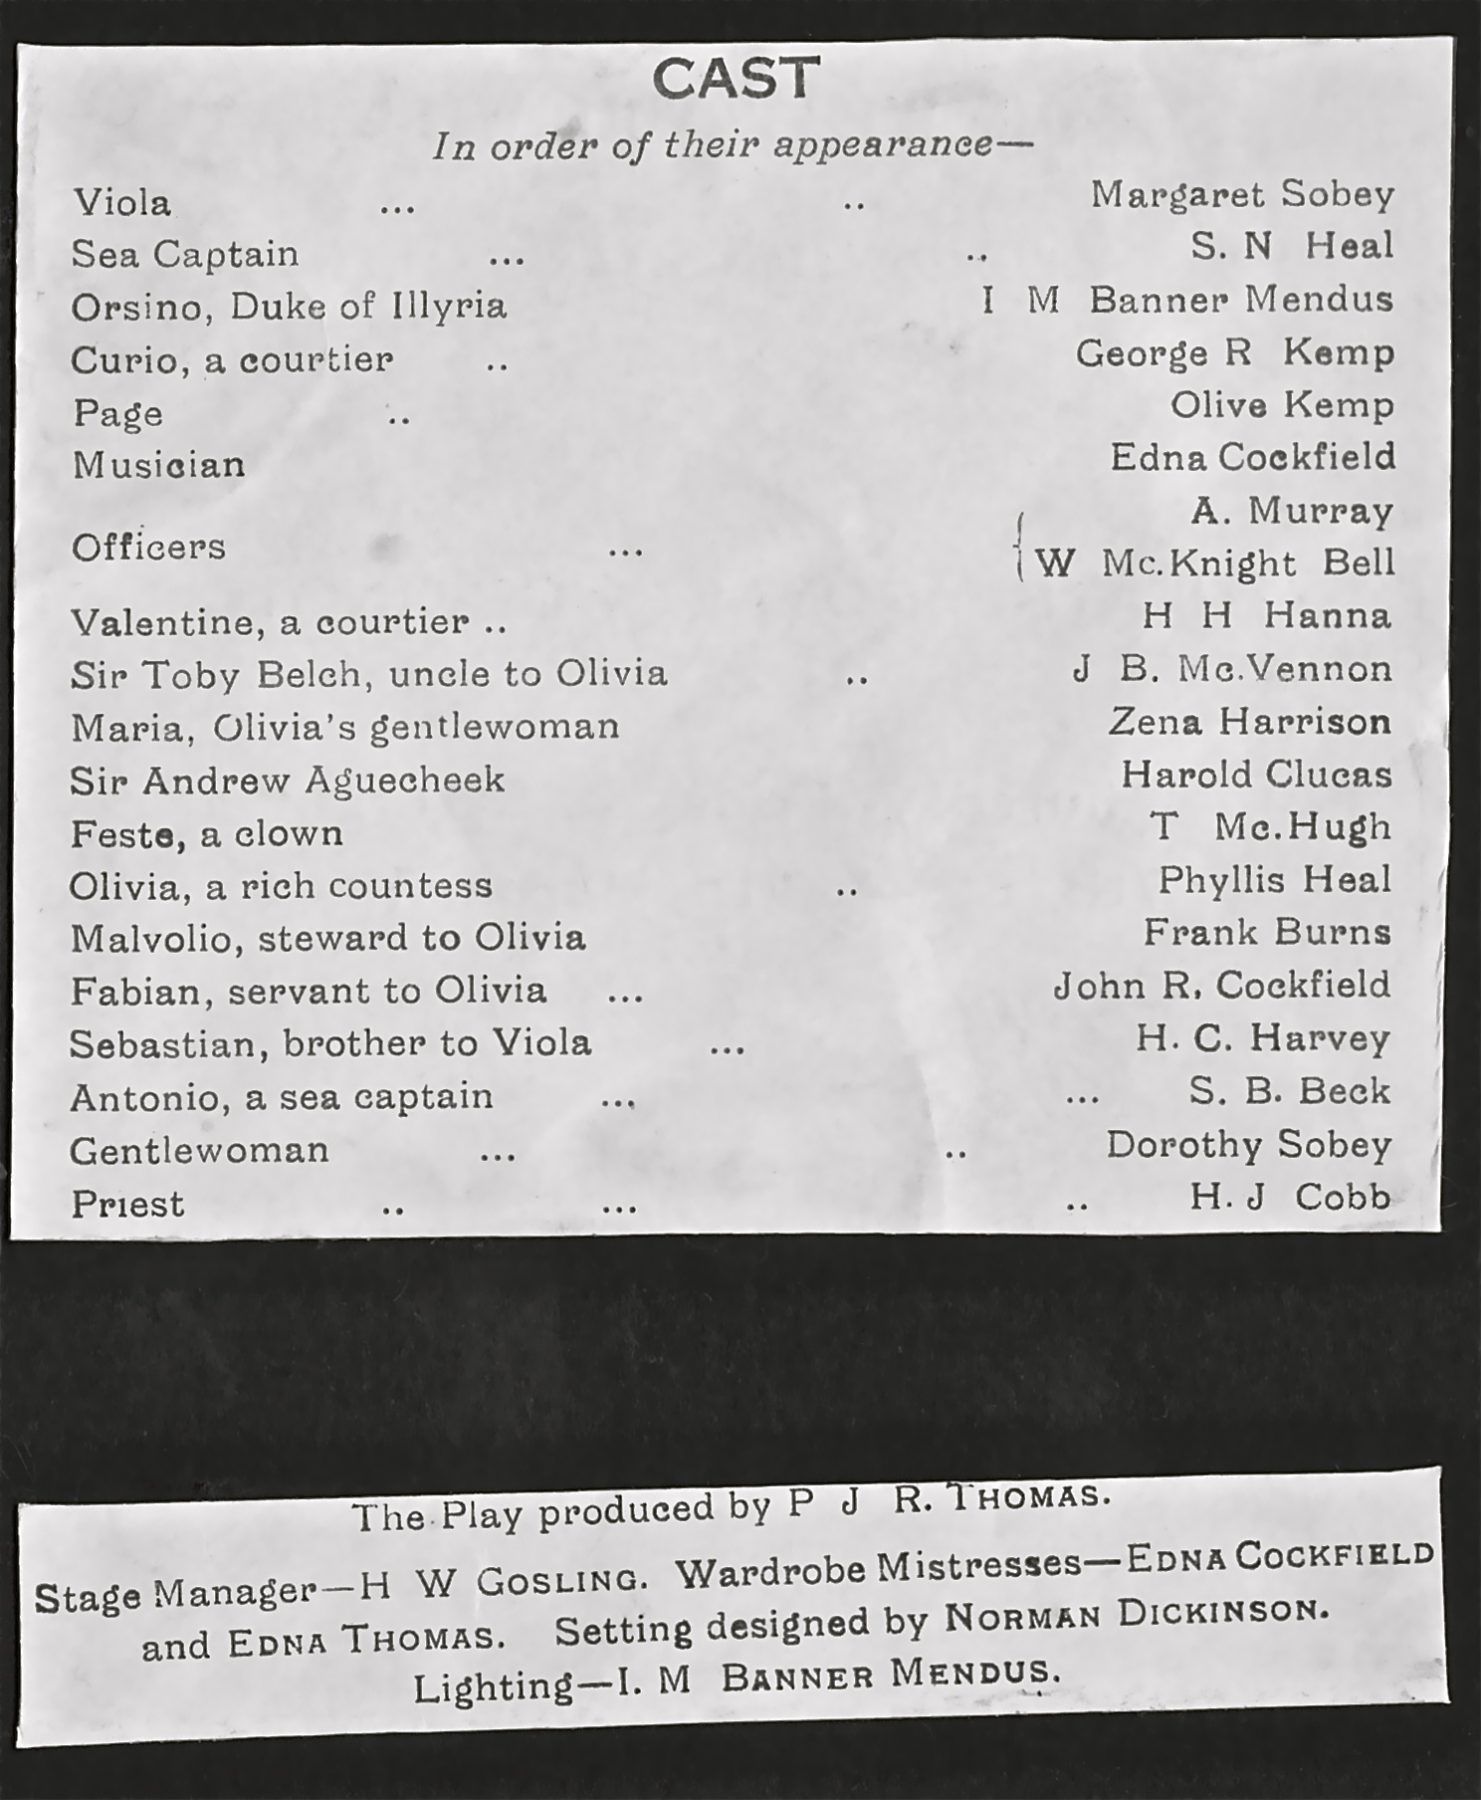 CAST
In order of their appearance—
Viola ... .. Margaret Sobey
Sea Captain ... .. S. N Heal
Orsino, Duke of Illyria I M Banner Mendus
Curio, a courtier .. George R Kemp
Page .. Olive Kemp
Musician Edna Cockfield
A. Murray
Officers ... { W Mc.Knight Bell
Valentine, a courtier .. H H Hanna
Sir Toby Belch, uncle to Olivia .. J B. Mc.Vennon
Maria, Olivia's gentlewoman Zena Harrison
Sir Andrew Aguecheek Harold Clucas
Feste, a clown T Mc.Hugh
Olivia, a rich countess .. Phyllis Heal
Malvolio, steward to Olivia Frank Burns
Fabian, servant to Olivia ... John R. Cockfield
Sebastian, brother to Viola ... H. C. Harvey
Antonio, a sea captain ... ... S. B. Beck
Gentlewoman ... .. Dorothy Sobey
Priest .. ... .. H. J Cobb
The Play produced by P J R. THOMAS.
Stage Manager—H W GOSLING. Wardrobe Mistresses—EDNA COCKFIELD
and EDNA THOMAS. Setting designed by NORMAN DICKINSON.
Lighting—I. M BANNER MENDUS.